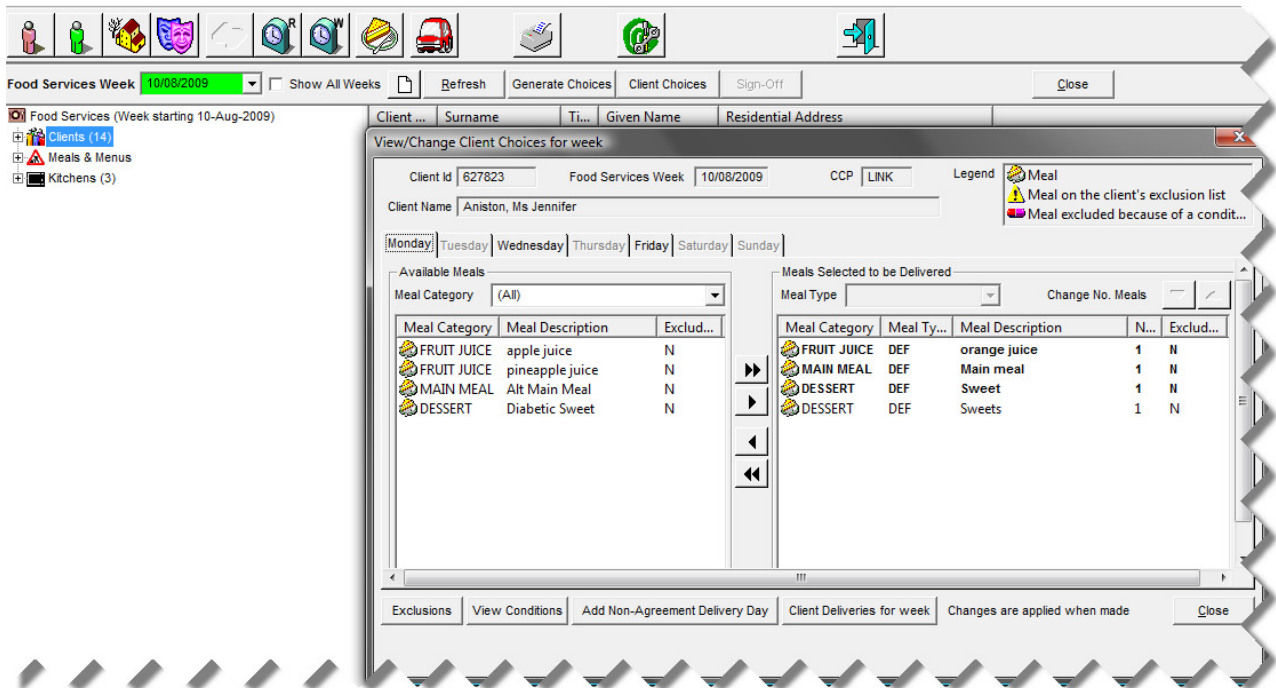 R W
Food Services Week 10/08/2009 Show All Weeks Refresh Generate Choices Client Choices Sign-Off Close
Food Services (Week starting 10-Aug-2009)
Clients (14)
Meals & Menus
Kitchens (3)
Client ... Surname Ti... Given Name Residential Address
View/Change Client Choices for week
Client Id 627823 Food Services Week 10/08/2009 CCP LINK Legend Meal
Meal on the client's exclusion list
Meal excluded because of a condit...
Client Name Aniston, Ms Jennifer
Monday Tuesday Wednesday Thursday Friday Saturday Sunday
Available Meals
Meal Category (All)
Meal Category Meal Description Exclud...
FRUIT JUICE apple juice N
FRUIT JUICE pineapple juice N
MAIN MEAL Alt Main Meal N
DESSERT Diabetic Sweet N
Meals Selected to be Delivered
Meal Type Change No. Meals
Meal Category Meal Ty... Meal Description N... Exclud...
FRUIT JUICE DEF orange juice 1 N
MAIN MEAL DEF Main meal 1 N
DESSERT DEF Sweet 1 N
DESSERT DEF Sweets 1 N
Exclusions View Conditions Add Non-Agreement Delivery Day Client Deliveries for week Changes are applied when made Close